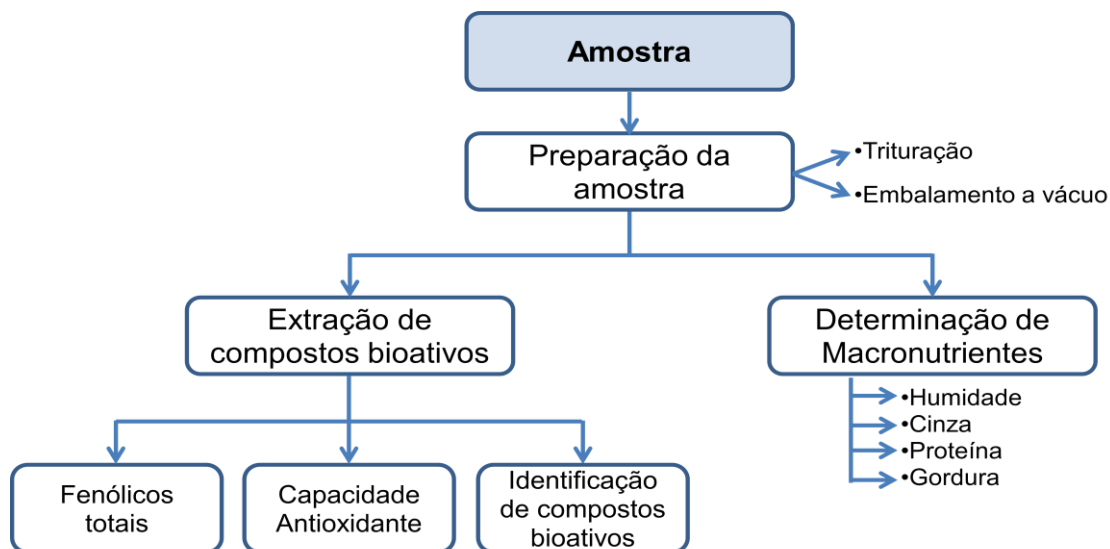 Amostra
Preparação da
amostra
•Trituração
•Embalamento a vácuo
Extração de
compostos bioativos
Determinação de
Macronutrientes
•Humidade
•Cinza
•Proteína
•Gordura
Fenólicos
totais
Capacidade
Antioxidante
Identificação
de compostos
bioativos